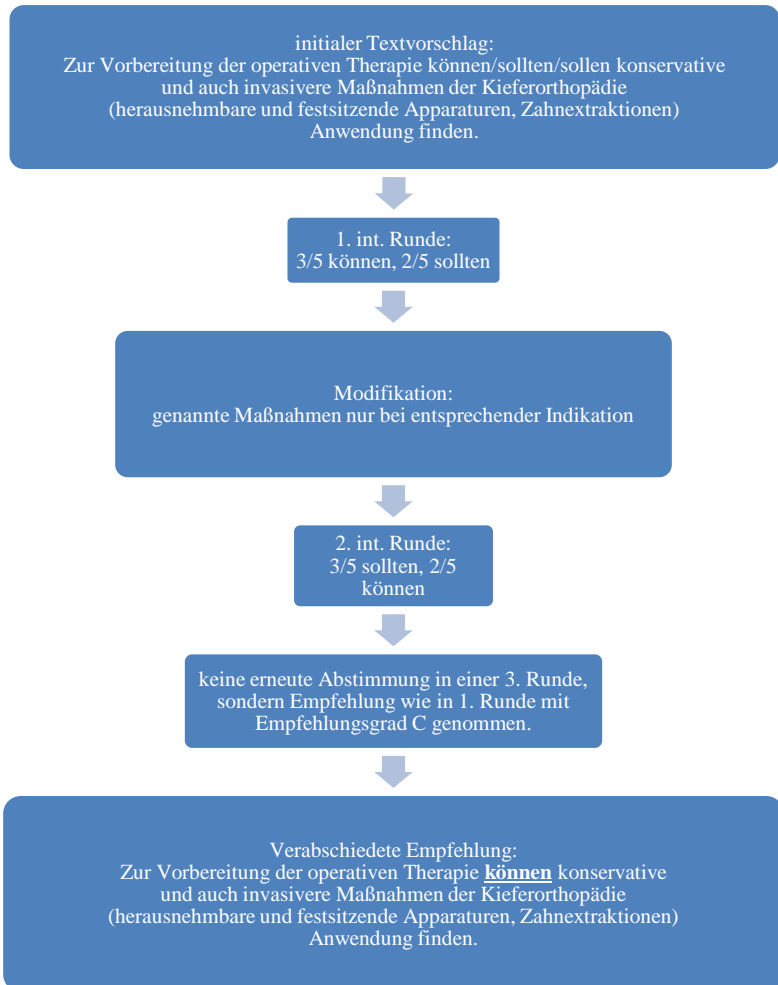 initialer Textvorschlag:
Zur Vorbereitung der operativen Therapie können/sollten/sollen konservative
und auch invasivere Maßnahmen der Kieferorthopädie
(herausnehmbare und festsitzende Apparaturen, Zahnextraktionen)
Anwendung finden.
1. int. Runde:
3/5 können, 2/5 sollten
Modifikation:
genannte Maßnahmen nur bei entsprechender Indikation
2. int. Runde:
3/5 sollten, 2/5
können
keine erneute Abstimmung in einer 3. Runde,
sondern Empfehlung wie in 1. Runde mit
Empfehlungsgrad C genommen.
Verabschiedete Empfehlung:
Zur Vorbereitung der operativen Therapie können konservative
und auch invasivere Maßnahmen der Kieferorthopädie
(herausnehmbare und festsitzende Apparaturen, Zahnextraktionen)
Anwendung finden.